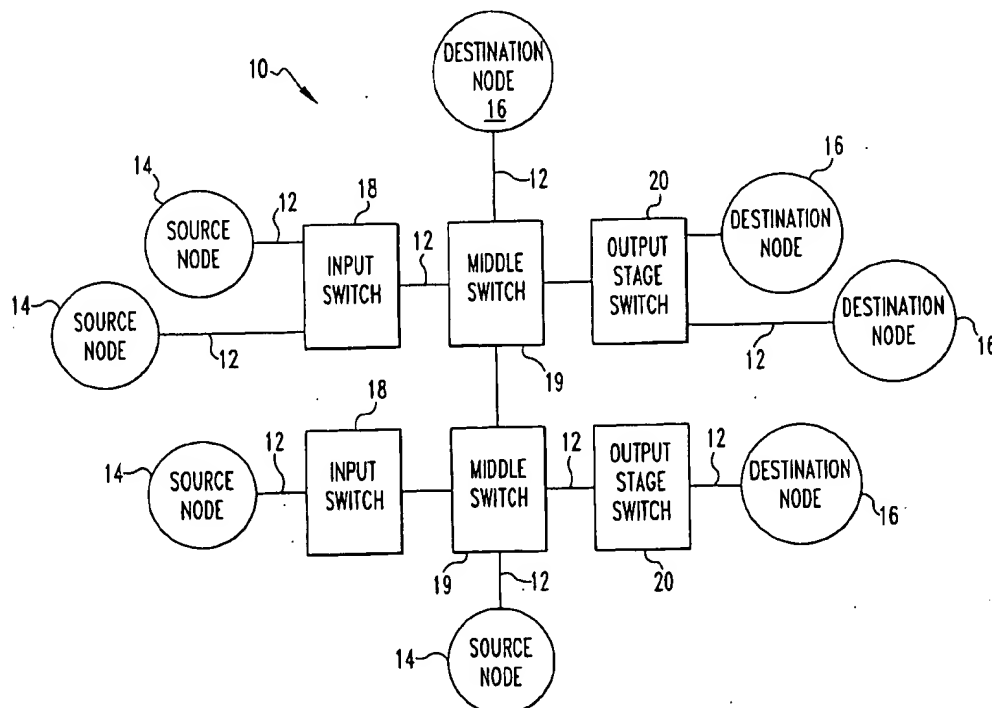 DESTINATION
NODE
16
10
12
14
SOURCE
NODE
12
18
INPUT
SWITCH
12
MIDDLE
SWITCH
19
20
OUTPUT
STAGE
SWITCH
16
DESTINATION
NODE
14
SOURCE
NODE
12
12
DESTINATION
NODE
16
14
SOURCE
NODE
12
18
INPUT
SWITCH
MIDDLE
SWITCH
19
12
OUTPUT
STAGE
SWITCH
20
12
DESTINATION
NODE
16
12
14
SOURCE
NODE